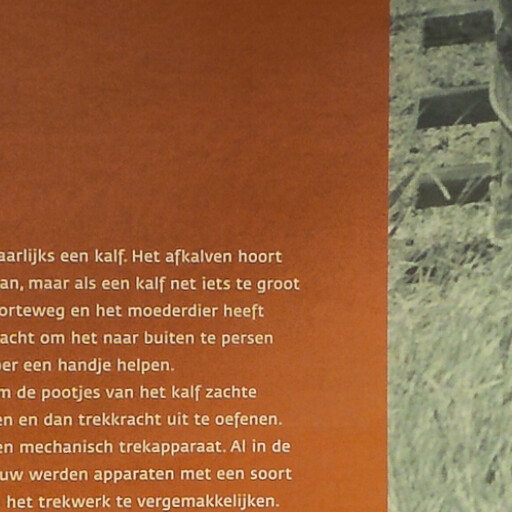 aarlijks een kalf. Het afkalven hoort
an, maar als een kalf net iets te groot
orteweg en het moederdier heeft
acht om het naar buiten te persen
er een handje helpen.
m de pootjes van het kalf zachte
en en dan trekkracht uit te oefenen.
en mechanisch trekapparaat. Al in de
uw werden apparaten met een soort
het trekwerk te vergemakkelijken.